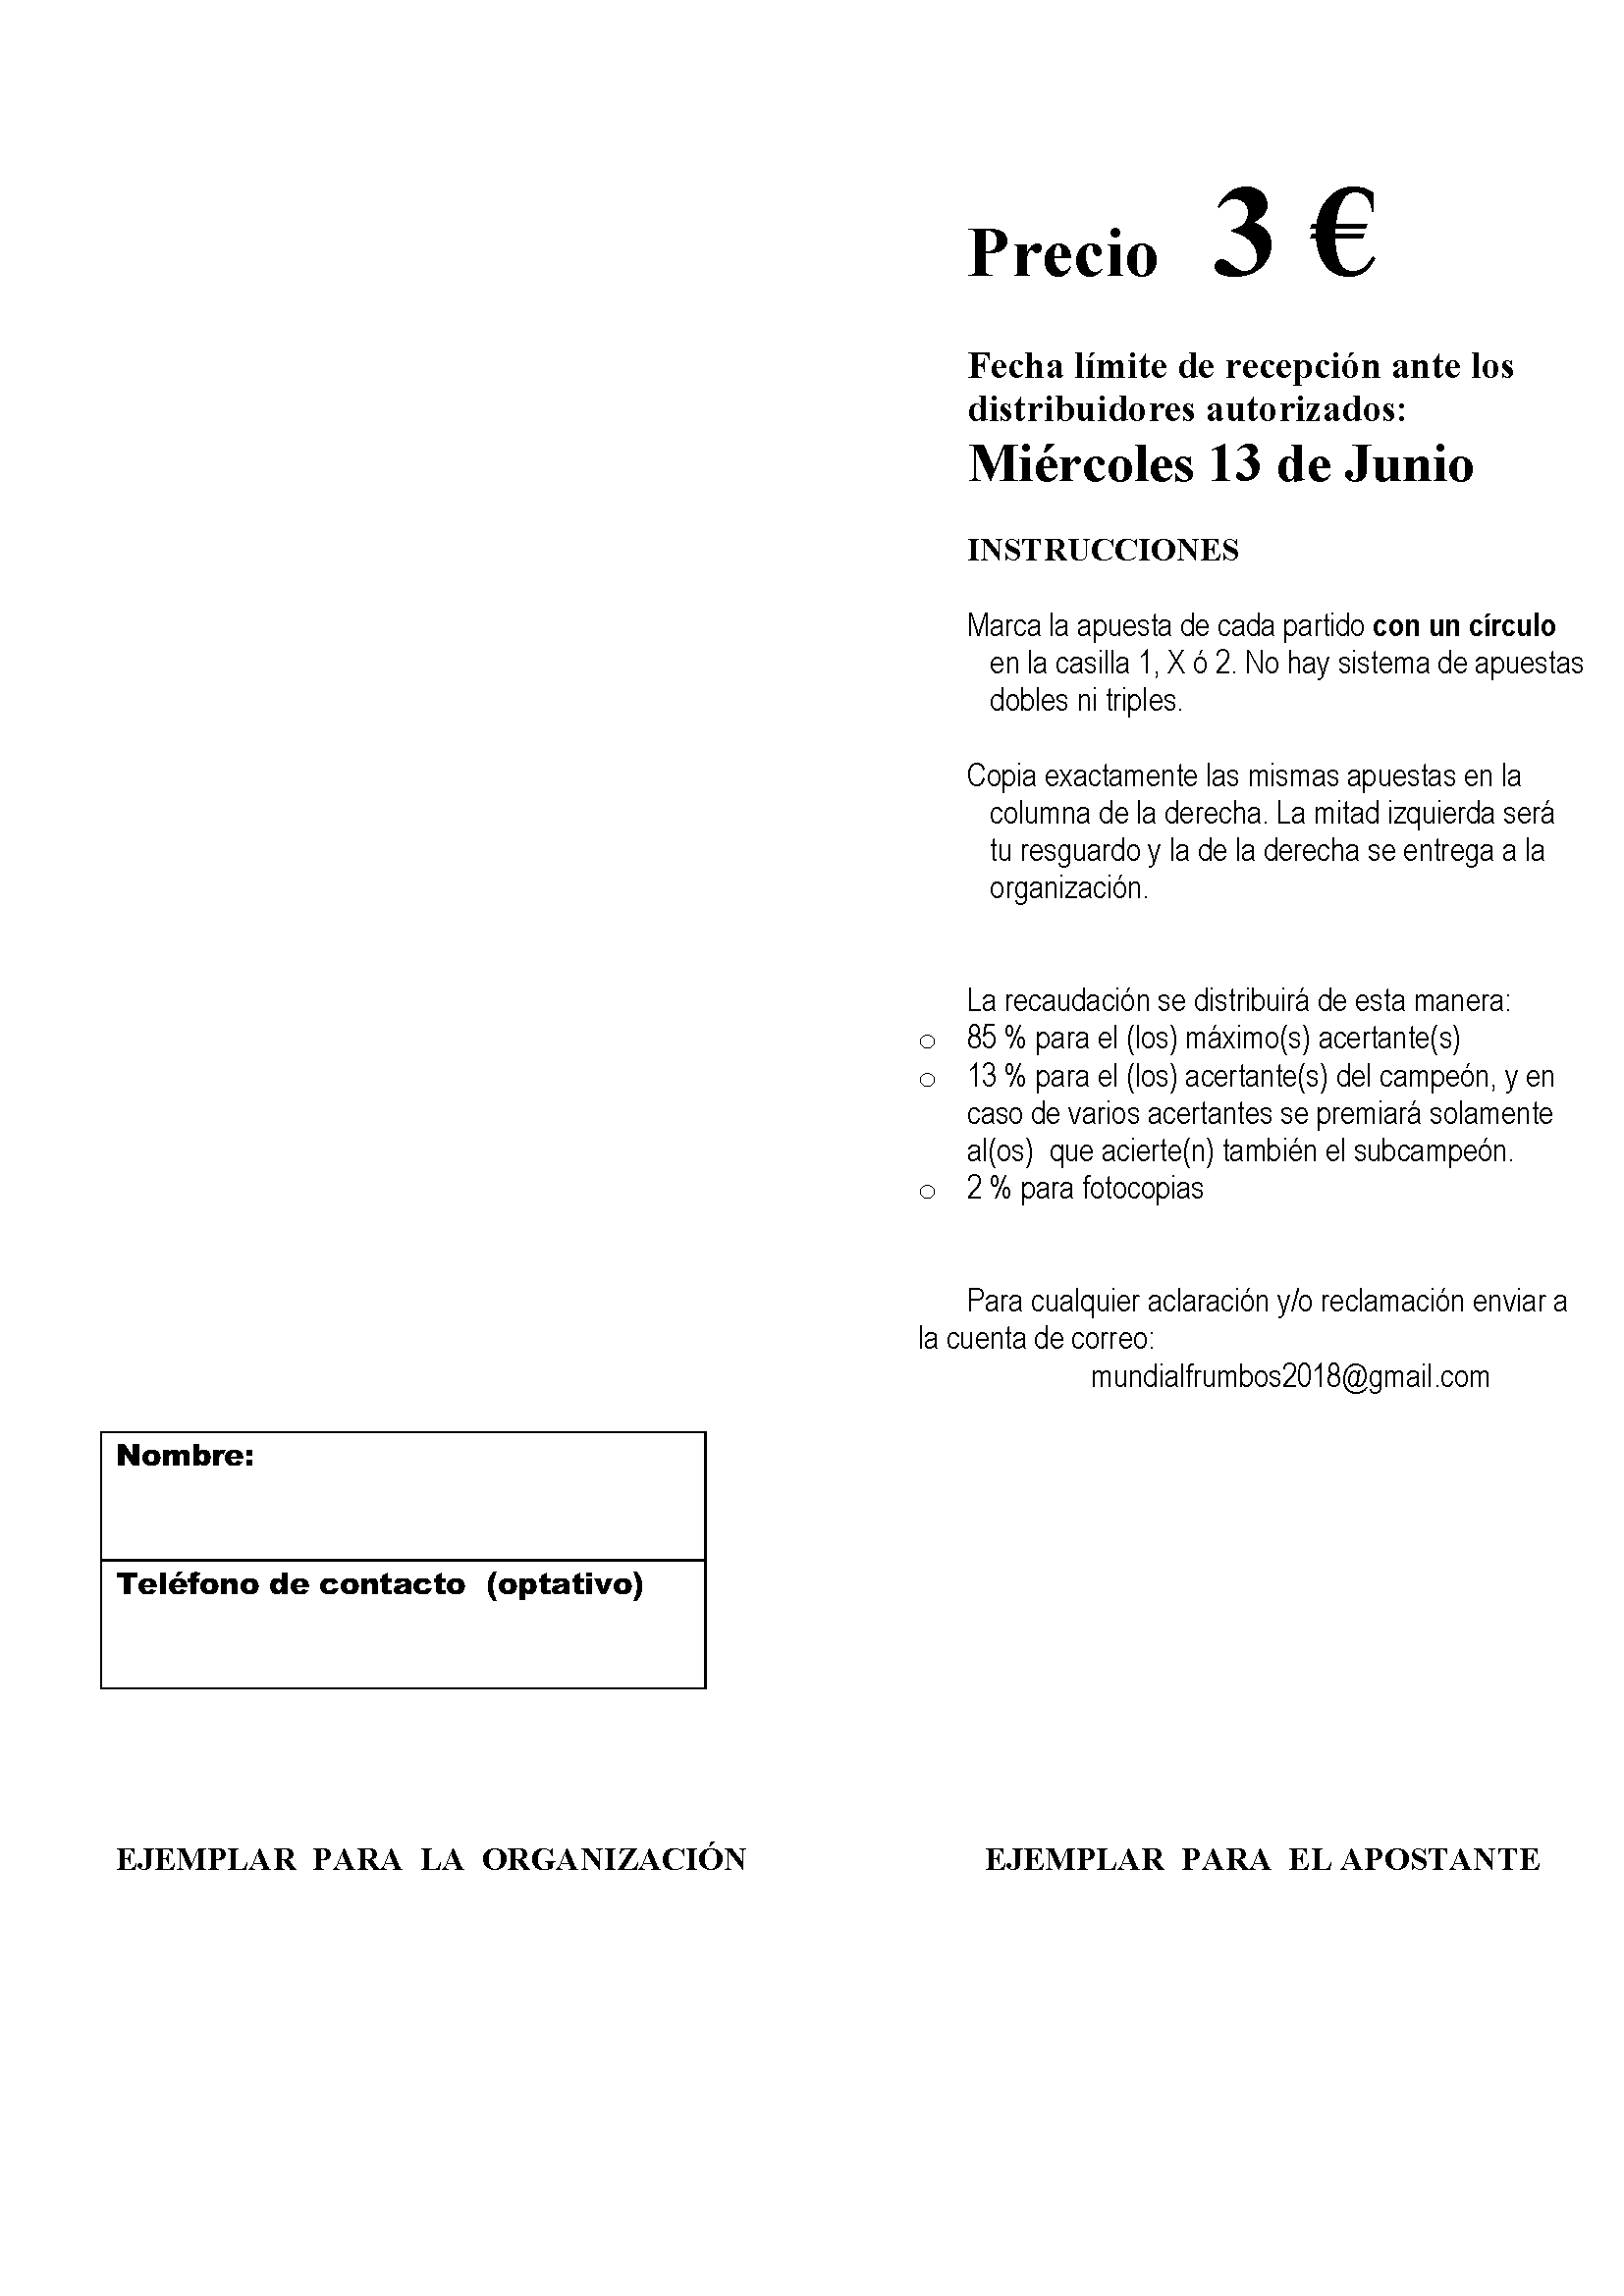 Precio 3 €
Fecha límite de recepción ante los
distribuidores autorizados:
Miércoles 13 de Junio
INSTRUCCIONES
Marca la apuesta de cada partido con un círculo
en la casilla 1, X ó 2. No hay sistema de apuestas
dobles ni triples.
Copia exactamente las mismas apuestas en la
columna de la derecha. La mitad izquierda será
tu resguardo y la de la derecha se entrega a la
organización.
La recaudación se distribuirá de esta manera:
o 85 % para el (los) máximo(s) acertante(s)
o 13 % para el (los) acertante(s) del campeón, y en
caso de varios acertantes se premiará solamente
al(os) que acierte(n) también el subcampeón.
o 2 % para fotocopias
Para cualquier aclaración y/o reclamación enviar a
la cuenta de correo:
mundialfrumbos2018@gmail.com
Nombre:
Teléfono de contacto (optativo)
EJEMPLAR PARA LA ORGANIZACIÓN
EJEMPLAR PARA EL APOSTANTE